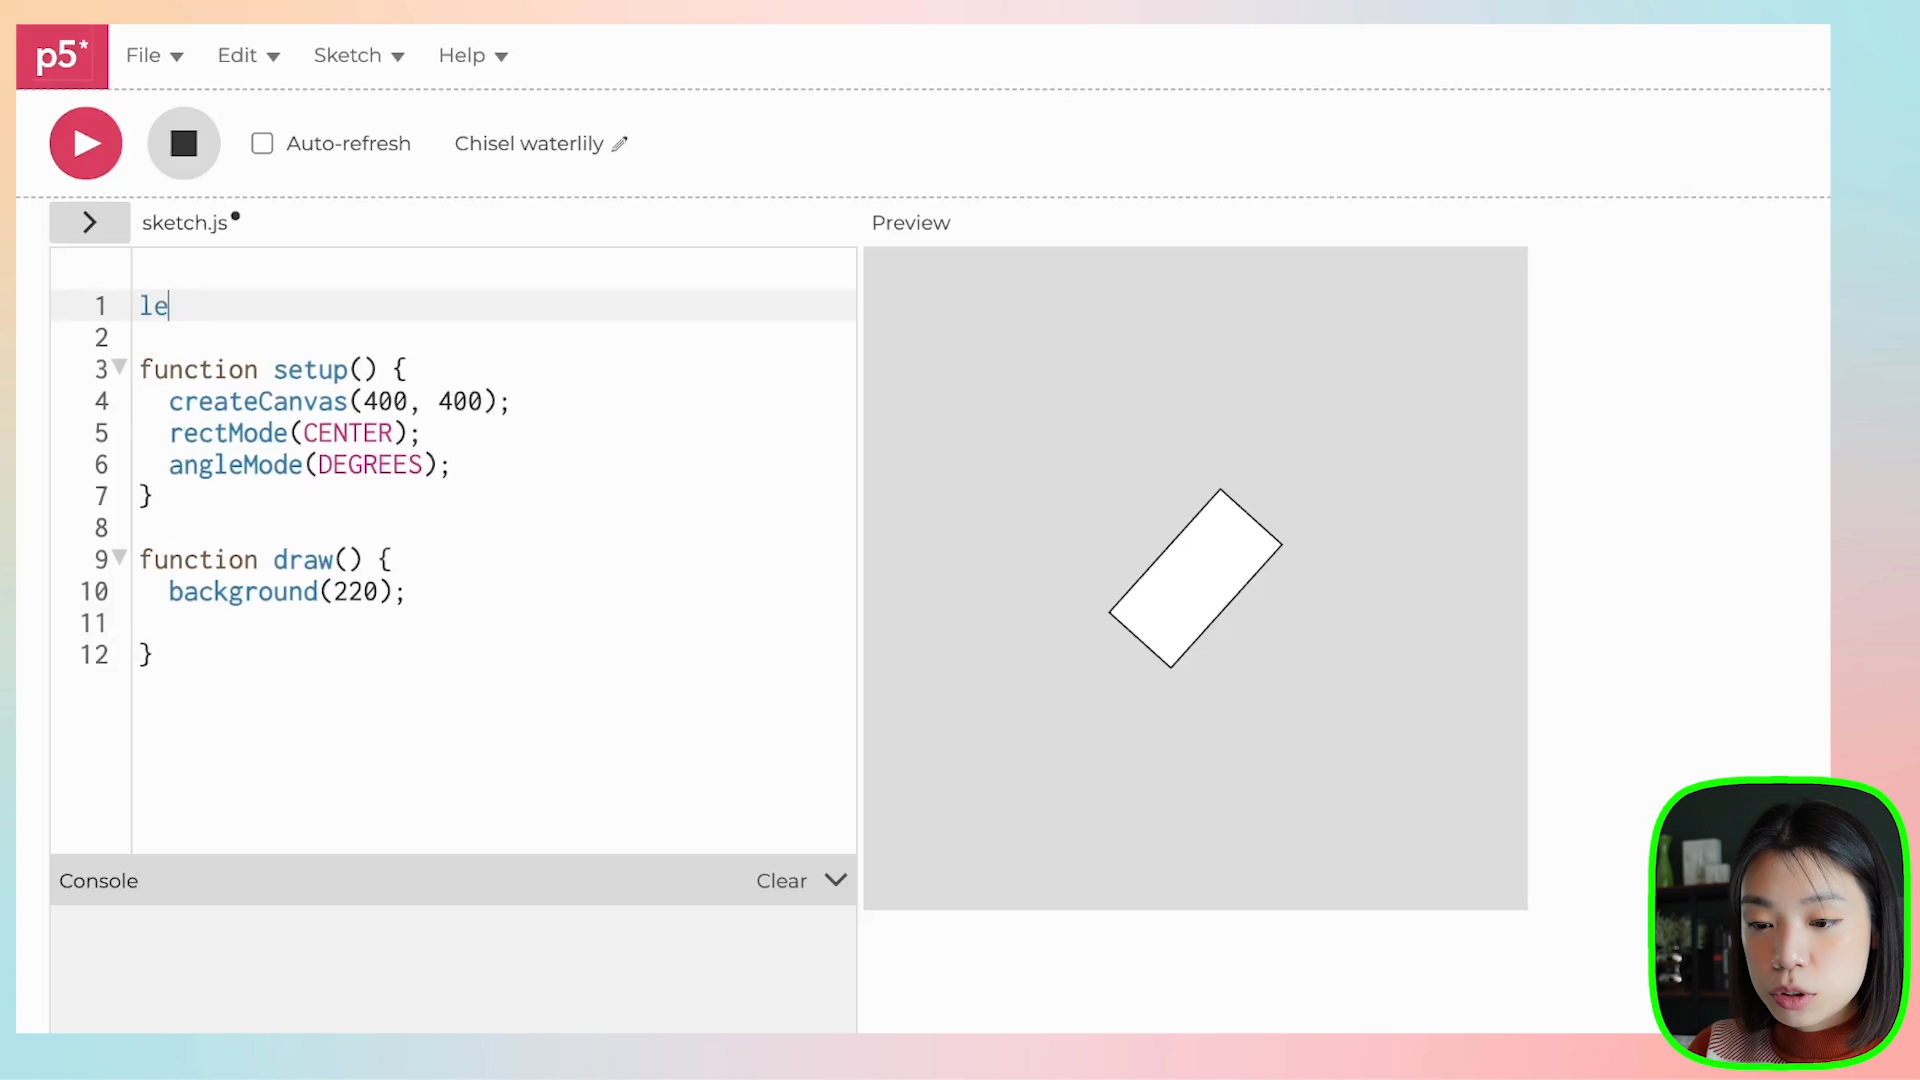 p5*
File
Edit
Sketch
Help
Auto-refresh
Chisel waterlily
sketch.js
Preview
1 le
2
3 function setup() {
4 createCanvas(400, 400);
5 rectMode(CENTER);
6 angleMode(DEGREES);
7 }
8
9 function draw() {
10 background(220);
11
12 }
Console
Clear